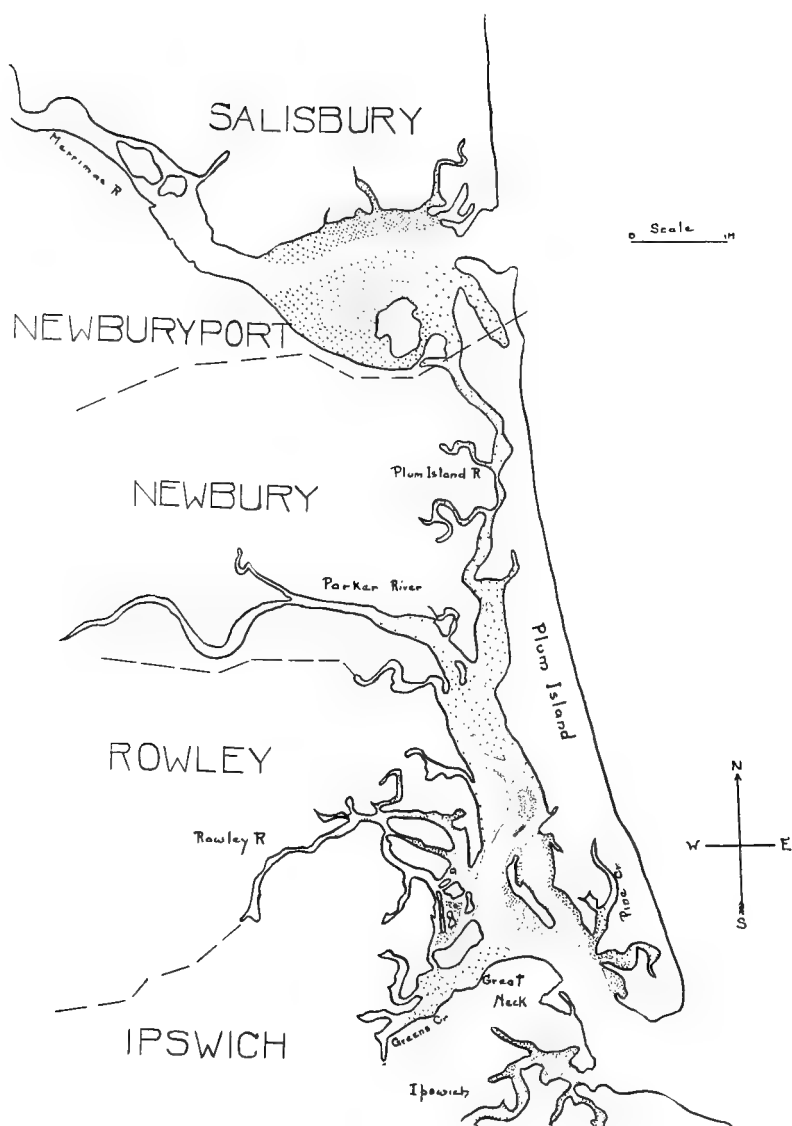 SALISBURY
Merrimac R
0 Scale 1M
NEWBURYPORT
Plum Island R
NEWBURY
Parker River
Plum Island
ROWLEY
N
W E
S
Rowley R
Pine Cr
Great
Neck
Greens Cr
IPSWICH
Ipswich